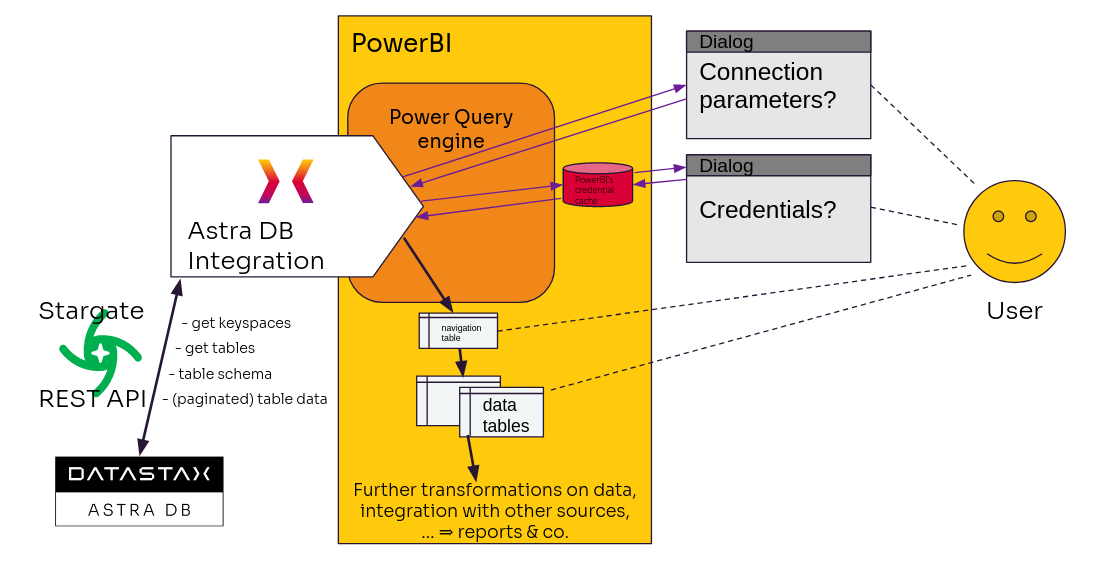 PowerBI
Power Query
engine
Dialog
Connection
parameters?
Dialog
Credentials?
PowerBI's
credential
cache
Astra DB
Integration
User
Stargate
REST API
- get keyspaces
- get tables
- table schema
- (paginated) table data
navigation
table
data
tables
DATASTAX
ASTRA DB
Further transformations on data,
integration with other sources,
... ⇒ reports & co.